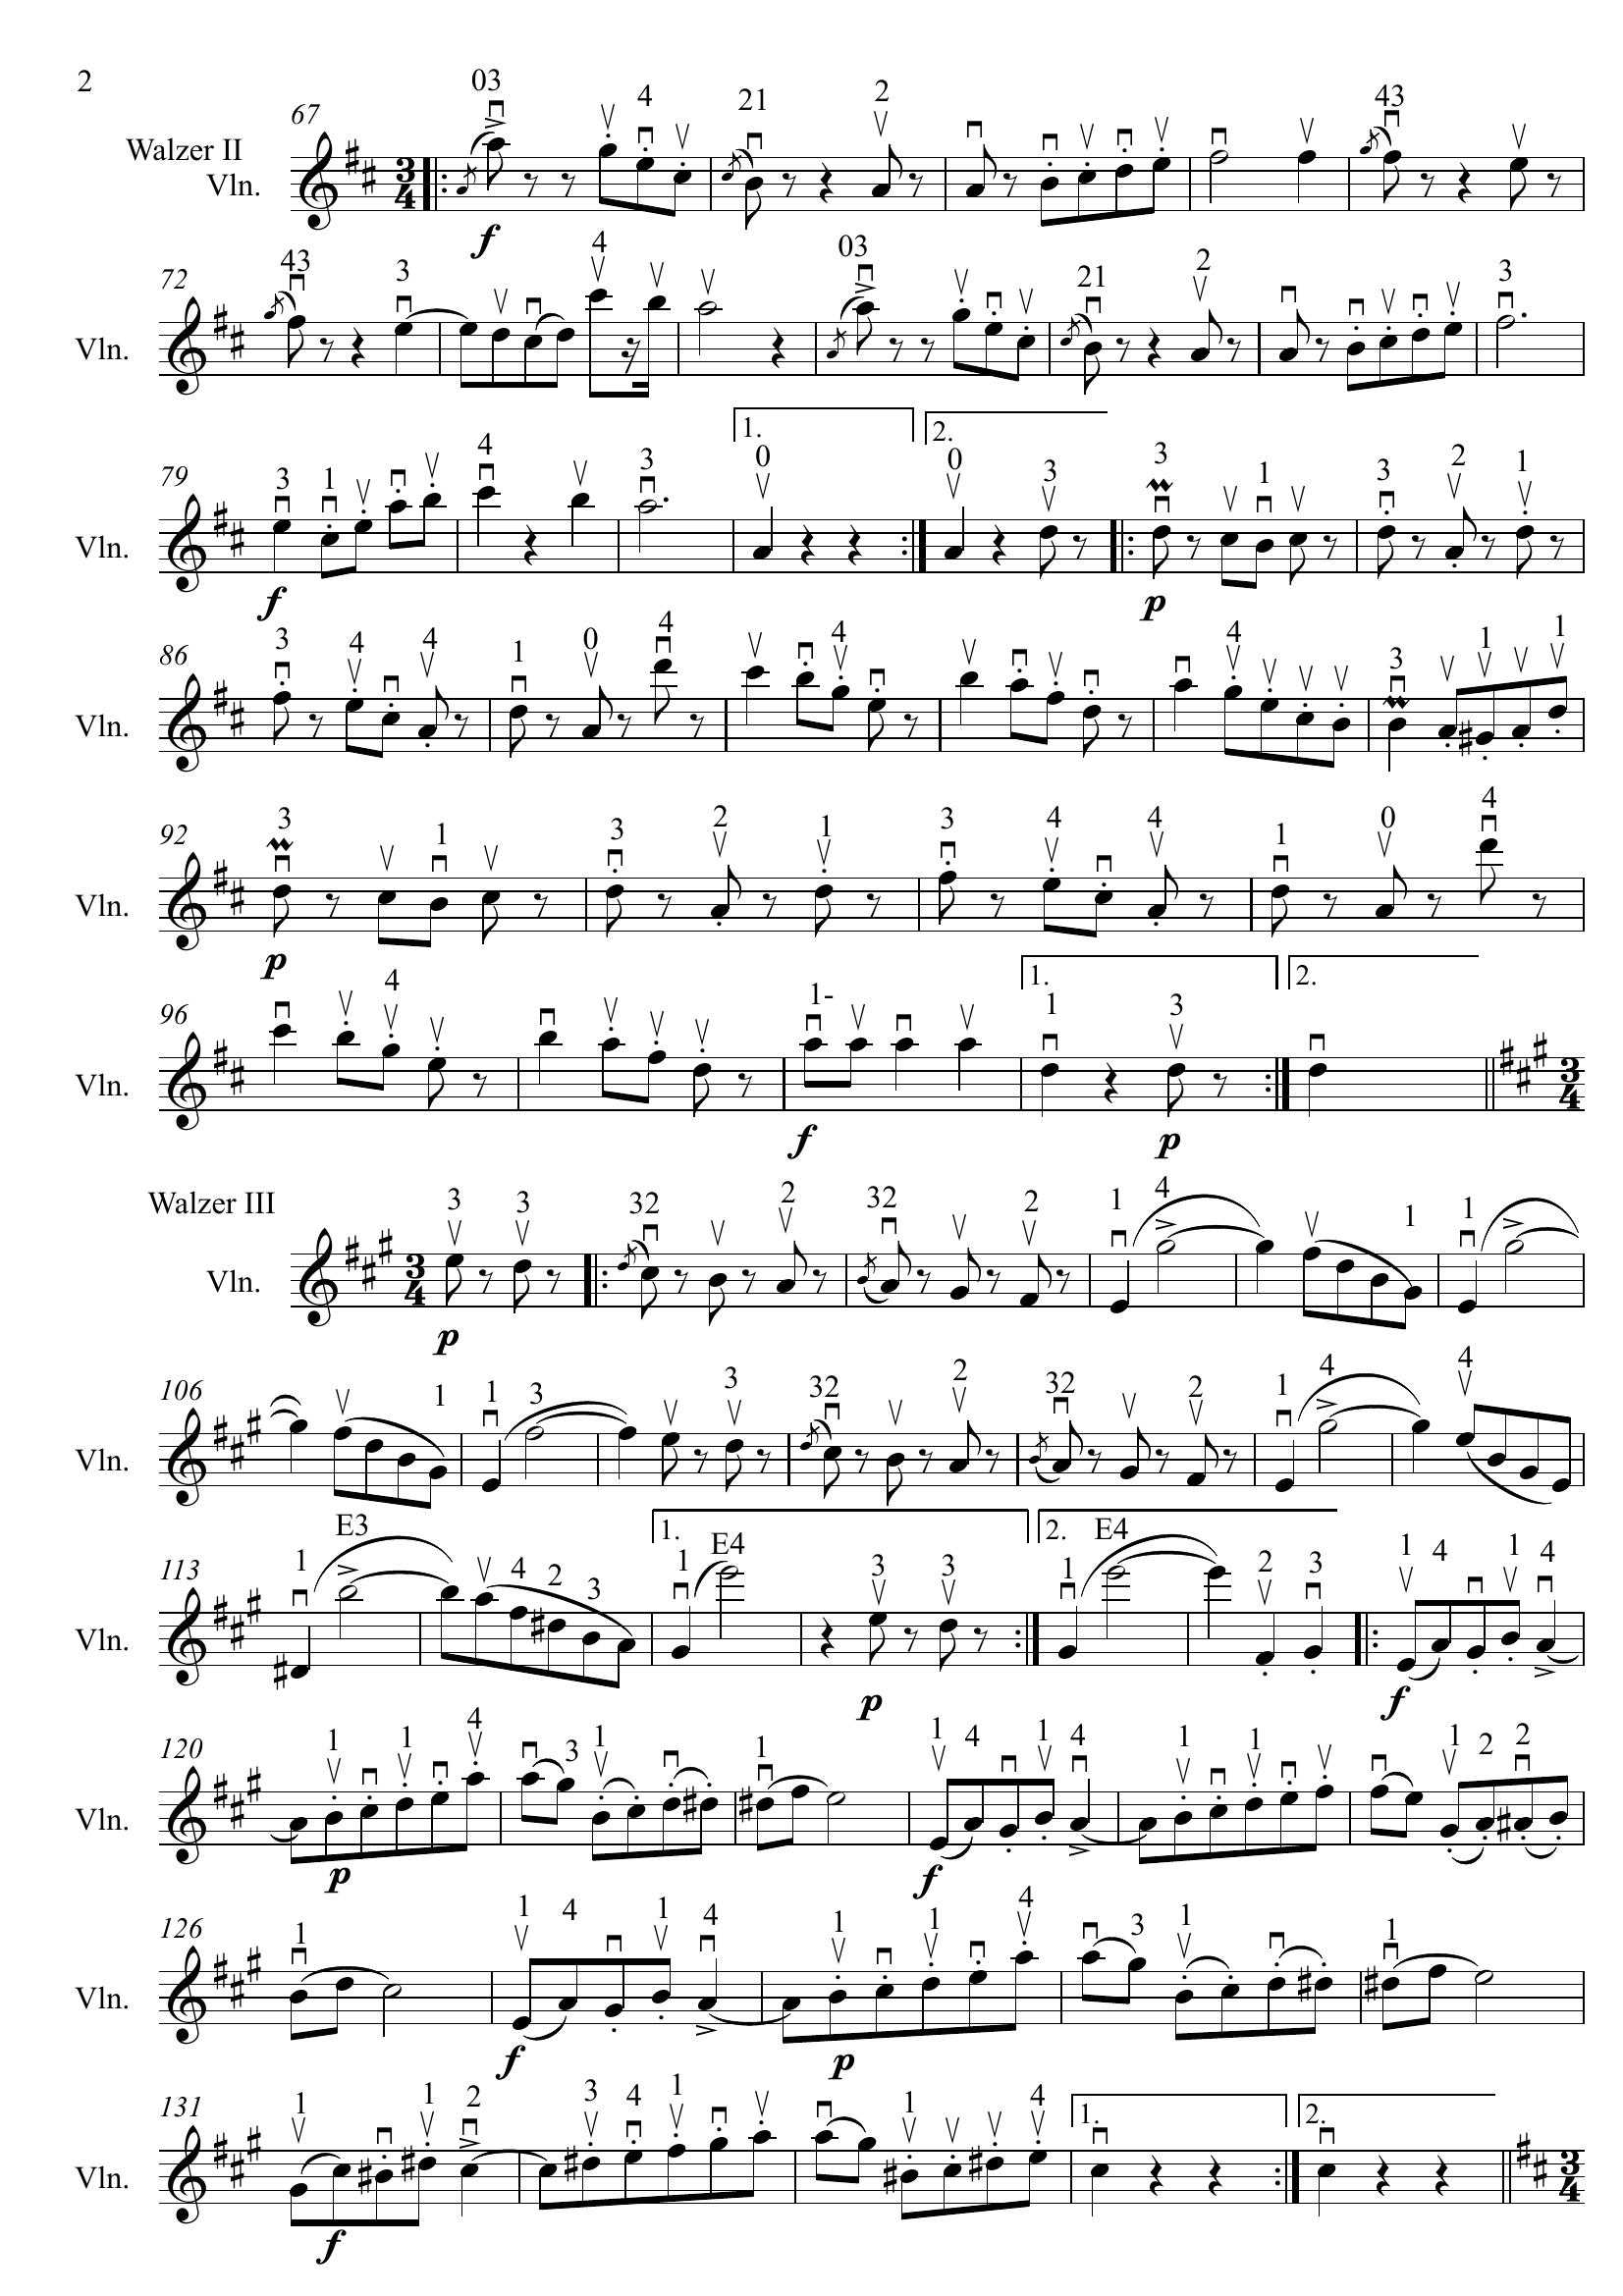 2
67
03 4 21 2 43
Walzer II
Vln.
3/4
f
72
43 3 4 03 21 2 3
Vln.
1. 2.
79
3 1 4 3 0 0 3 3 1 3 2 1
Vln.
f p
86
3 4 4 1 0 4 4 4 3 1 1
Vln.
92
3 1 3 2 1 3 4 4 1 0 4
Vln.
p
1. 2.
96
4 1- 1 3
Vln.
3/4
f p
Walzer III
3 3 32 2 32 2 1 4 1 1
Vln.
3/4
p
106
1 1 3 3 32 2 32 2 1 4 4
Vln.
1. 2.
113
1 E3 4 2 3 1 E4 3 3 1 E4 2 3 1 4 1 4
Vln.
p f
120
1 1 4 3 1 1 1 4 1 4 1 1 1 2 2
Vln.
p f
126
1 1 4 1 4 1 1 4 3 1 1
Vln.
f p
131
1 1 2 3 4 1 1 4
1. 2.
Vln.
3/4
f